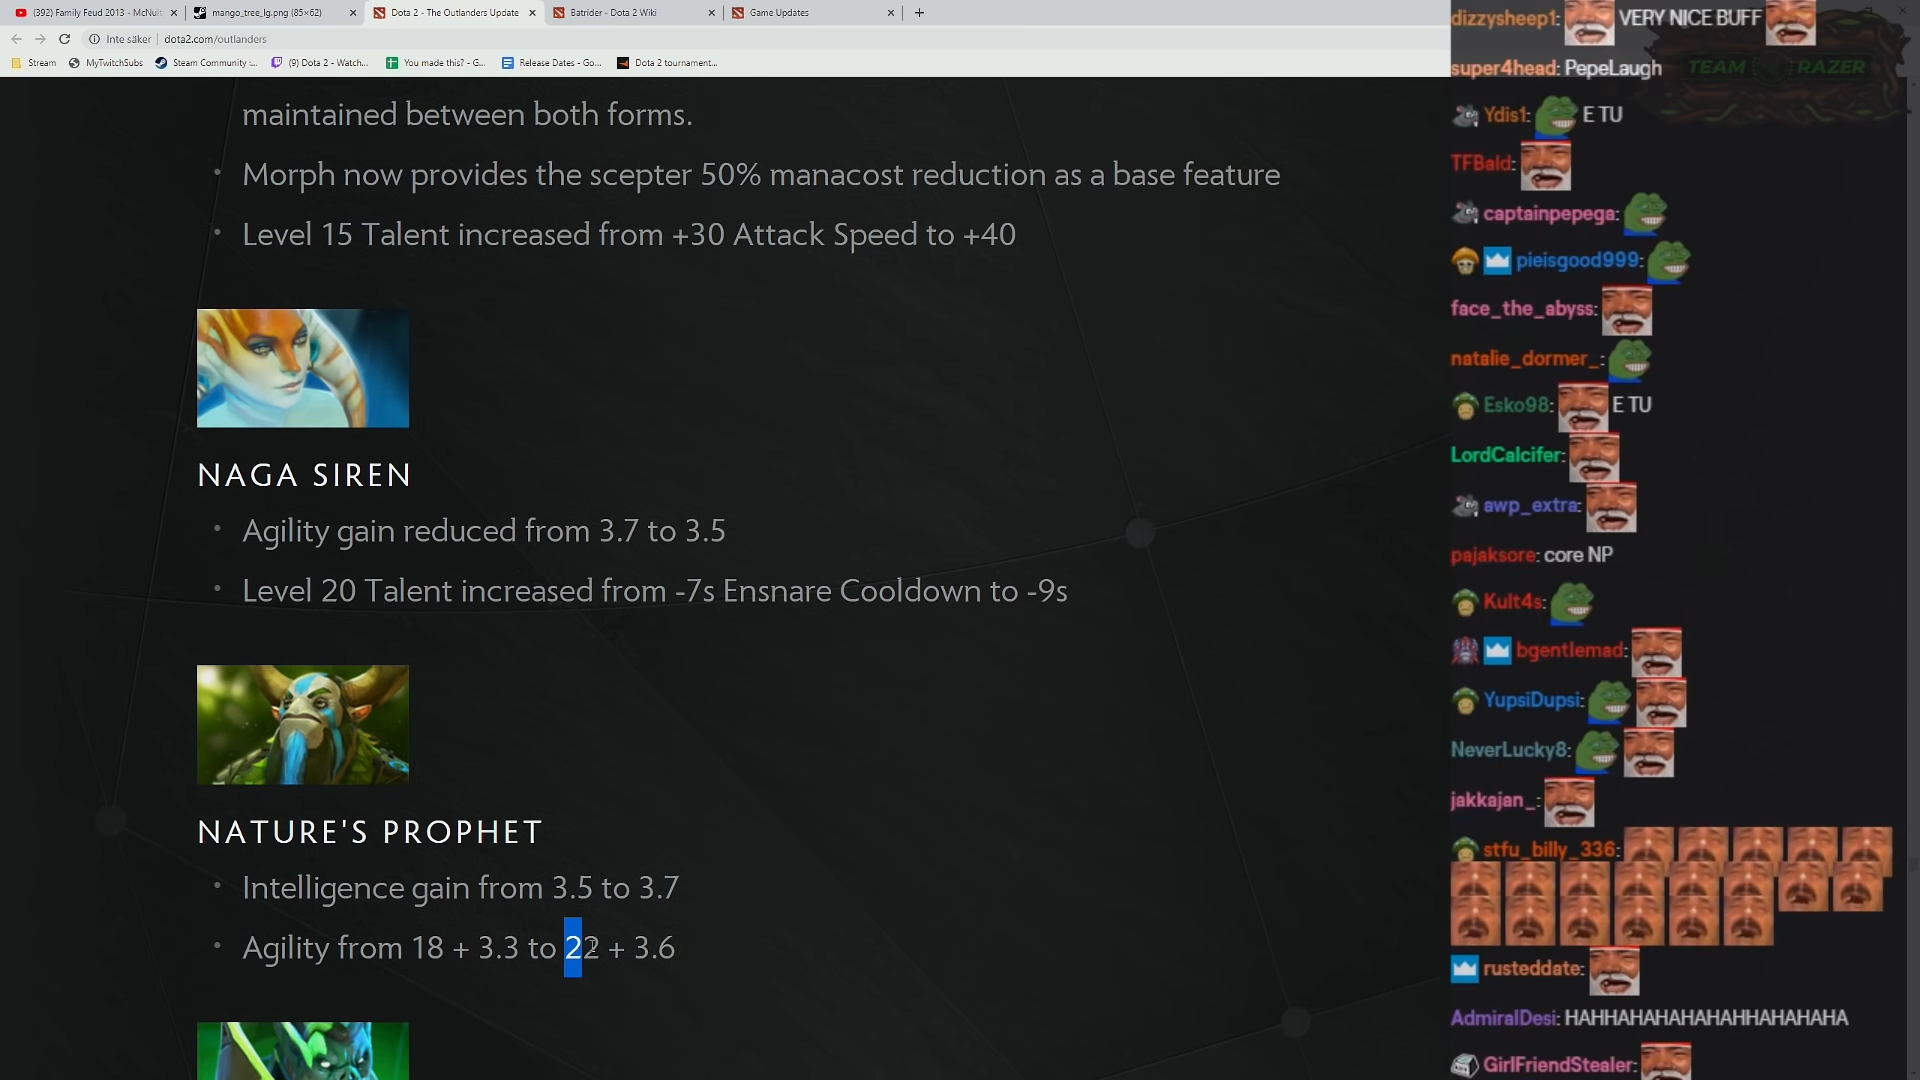 (392) Family Feud 2013 - McNult
mango_tree_lg.png (85×62)
Dota 2 - The Outlanders Update
Batrider - Dota 2 Wiki
Game Updates
Inte säker | dota2.com/outlanders
Stream
MyTwitchSubs
Steam Community :...
(9) Dota 2 - Watch...
You made this? - G...
Release Dates - Go...
Dota 2 tournament...
maintained between both forms.
• Morph now provides the scepter 50% manacost reduction as a base feature
• Level 15 Talent increased from +30 Attack Speed to +40
NAGA SIREN
• Agility gain reduced from 3.7 to 3.5
• Level 20 Talent increased from -7s Ensnare Cooldown to -9s
NATURE'S PROPHET
• Intelligence gain from 3.5 to 3.7
• Agility from 18 + 3.3 to 22 + 3.6
TEAM RAZER
dizzysheep1: VERY NICE BUFF
super4head: PepeLaugh
Ydis1: E TU
TFBald:
captainpepega:
pieisgood999:
face_the_abyss:
natalie_dormer_:
Esko98: E TU
LordCalcifer:
awp_extra:
pajaksore: core NP
Kult4s:
bgentlemad:
YupsiDupsi:
NeverLucky8:
jakkajan_:
stfu_billy_336:
rusteddate:
AdmiralDesi: HAHHAHAHAHAHHAHAHAHA
GirlFriendStealer: